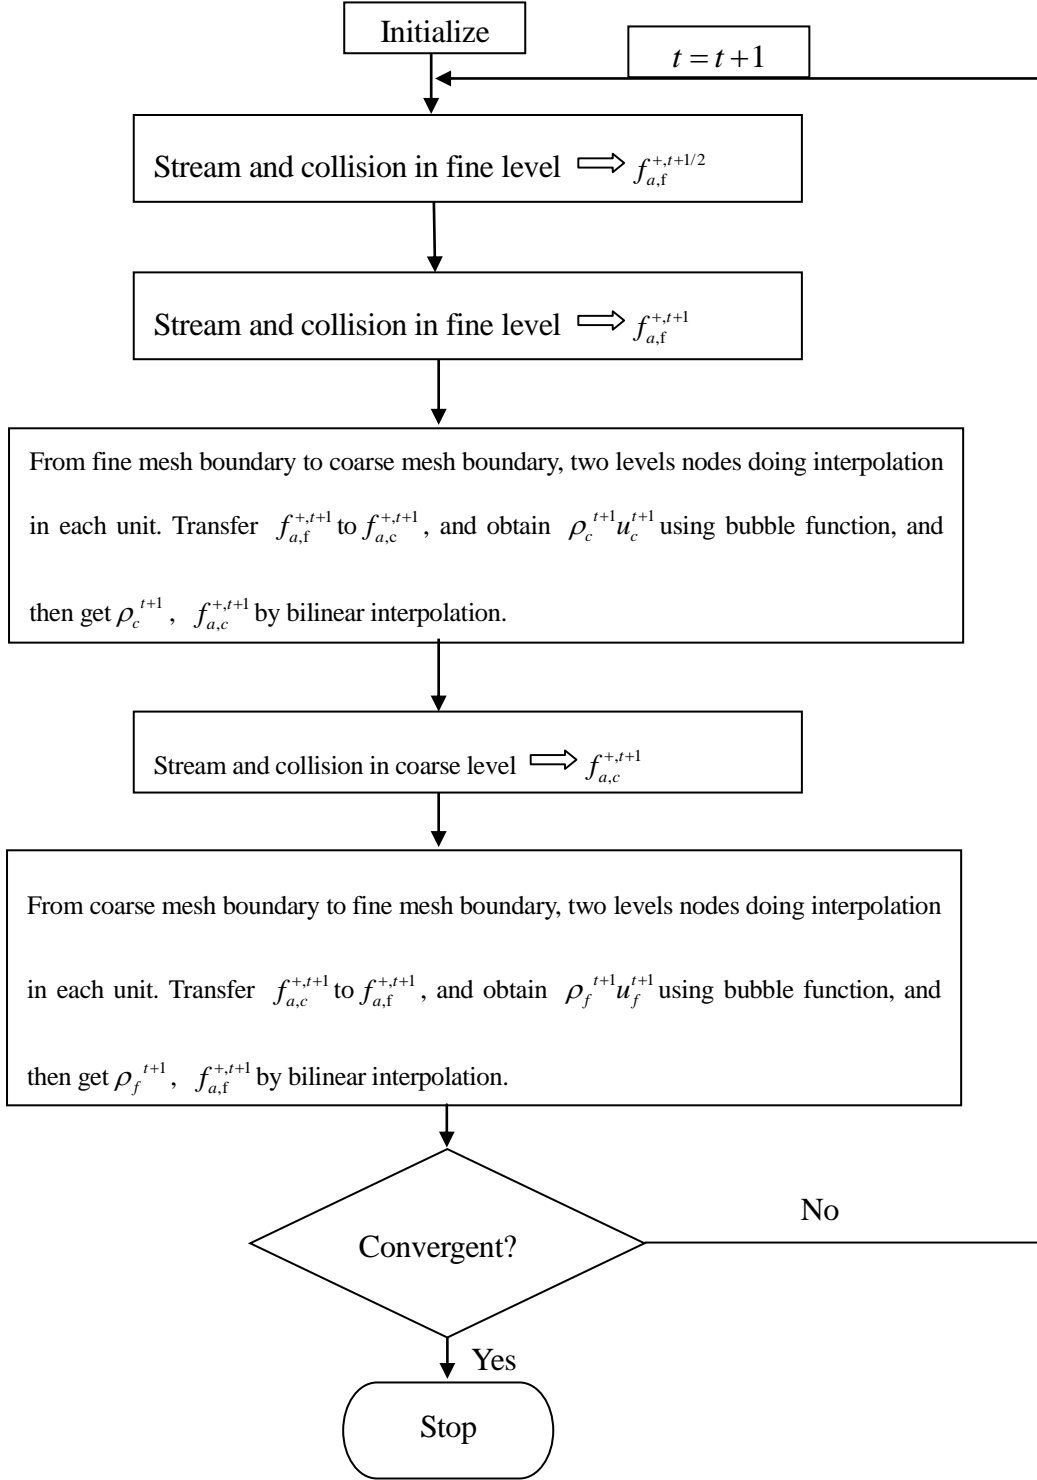 Initialize
t = t + 1
Stream and collision in fine level ⇒ f_{a,f}^{+,t+1/2}
Stream and collision in fine level ⇒ f_{a,f}^{+,t+1}
From fine mesh boundary to coarse mesh boundary, two levels nodes doing interpolation
in each unit. Transfer f_{a,f}^{+,t+1} to f_{a,c}^{+,t+1}, and obtain ρ_c^{t+1}u_c^{t+1} using bubble function, and
then get ρ_c^{t+1}, f_{a,c}^{+,t+1} by bilinear interpolation.
Stream and collision in coarse level ⇒ f_{a,c}^{+,t+1}
From coarse mesh boundary to fine mesh boundary, two levels nodes doing interpolation
in each unit. Transfer f_{a,c}^{+,t+1} to f_{a,f}^{+,t+1}, and obtain ρ_f^{t+1}u_f^{t+1} using bubble function, and
then get ρ_f^{t+1}, f_{a,f}^{+,t+1} by bilinear interpolation.
No
Convergent?
Yes
Stop